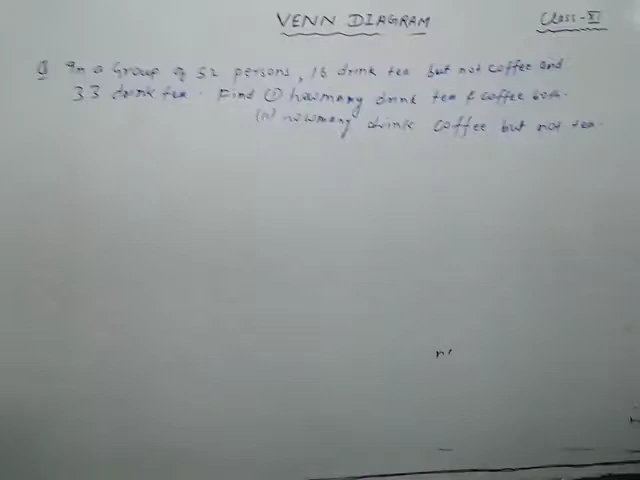 VENN DIAGRAM
Class - XI
Q In a Group of 52 persons, 16 drink tea but not coffee and
33 drink tea. Find (i) how many drink tea & coffee both.
(ii) how many drink coffee but not tea.